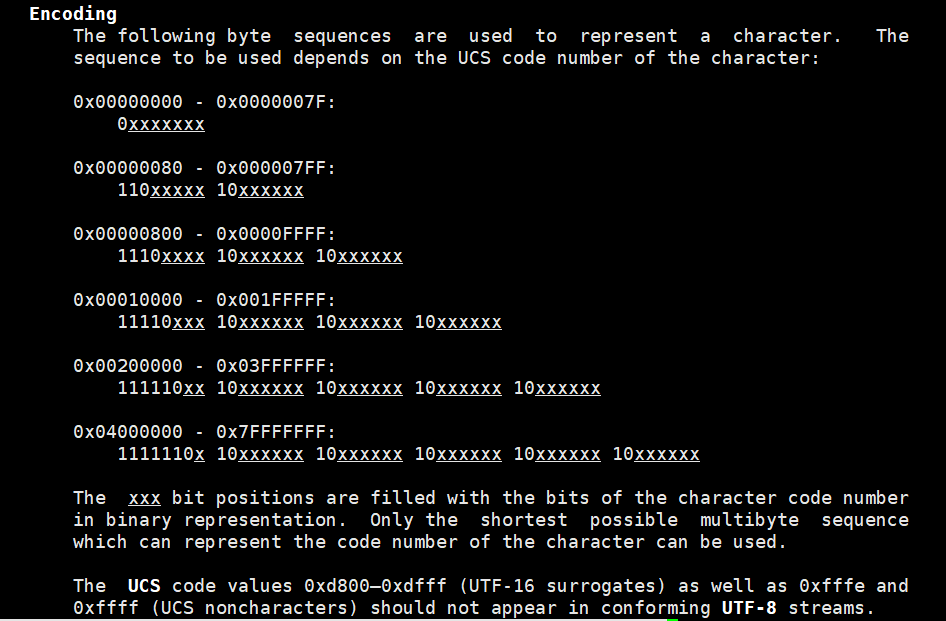 Encoding
The following byte sequences are used to represent a character. The
sequence to be used depends on the UCS code number of the character:
0x00000000 - 0x0000007F:
0xxxxxxx
0x00000080 - 0x000007FF:
110xxxxx 10xxxxxx
0x00000800 - 0x0000FFFF:
1110xxxx 10xxxxxx 10xxxxxx
0x00010000 - 0x001FFFFF:
11110xxx 10xxxxxx 10xxxxxx 10xxxxxx
0x00200000 - 0x03FFFFFF:
111110xx 10xxxxxx 10xxxxxx 10xxxxxx 10xxxxxx
0x04000000 - 0x7FFFFFFF:
1111110x 10xxxxxx 10xxxxxx 10xxxxxx 10xxxxxx 10xxxxxx
The xxx bit positions are filled with the bits of the character code number
in binary representation. Only the shortest possible multibyte sequence
which can represent the code number of the character can be used.
The UCS code values 0xd800–0xdfff (UTF-16 surrogates) as well as 0xfffe and
0xffff (UCS noncharacters) should not appear in conforming UTF-8 streams.